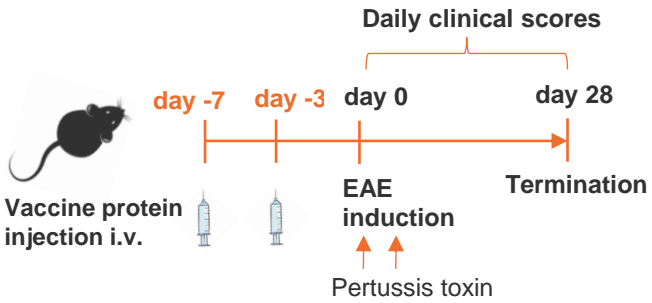 Daily clinical scores
day -7 day -3 day 0 day 28
Vaccine protein
injection i.v.
EAE
induction
Termination
Pertussis toxin